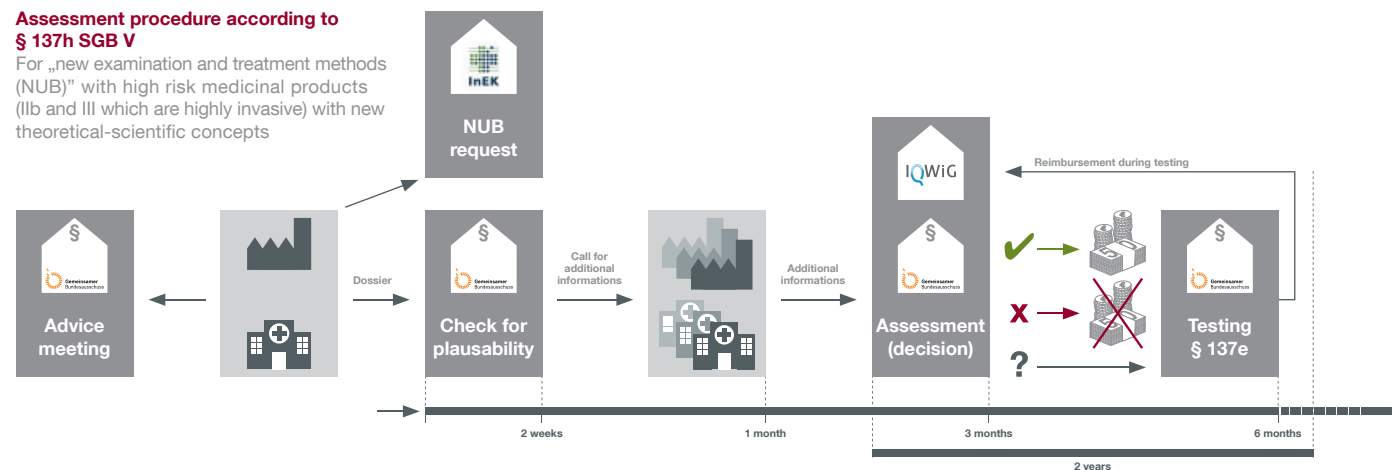 Assessment procedure according to
§ 137h SGB V
For „new examination and treatment methods
(NUB)” with high risk medicinal products
(IIb and III which are highly invasive) with new
theoretical-scientific concepts
InEK
NUB
request
§
Gemeinsamer
Bundesausschuss
Advice
meeting
Dossier
§
Gemeinsamer
Bundesausschuss
Check for
plausability
Call for
additional
informations
Additional
informations
IQWiG
§
Gemeinsamer
Bundesausschuss
Assessment
(decision)
Reimbursement during testing
x
?
§
Gemeinsamer
Bundesausschuss
Testing
§ 137e
2 weeks
1 month
3 months
6 months
2 years